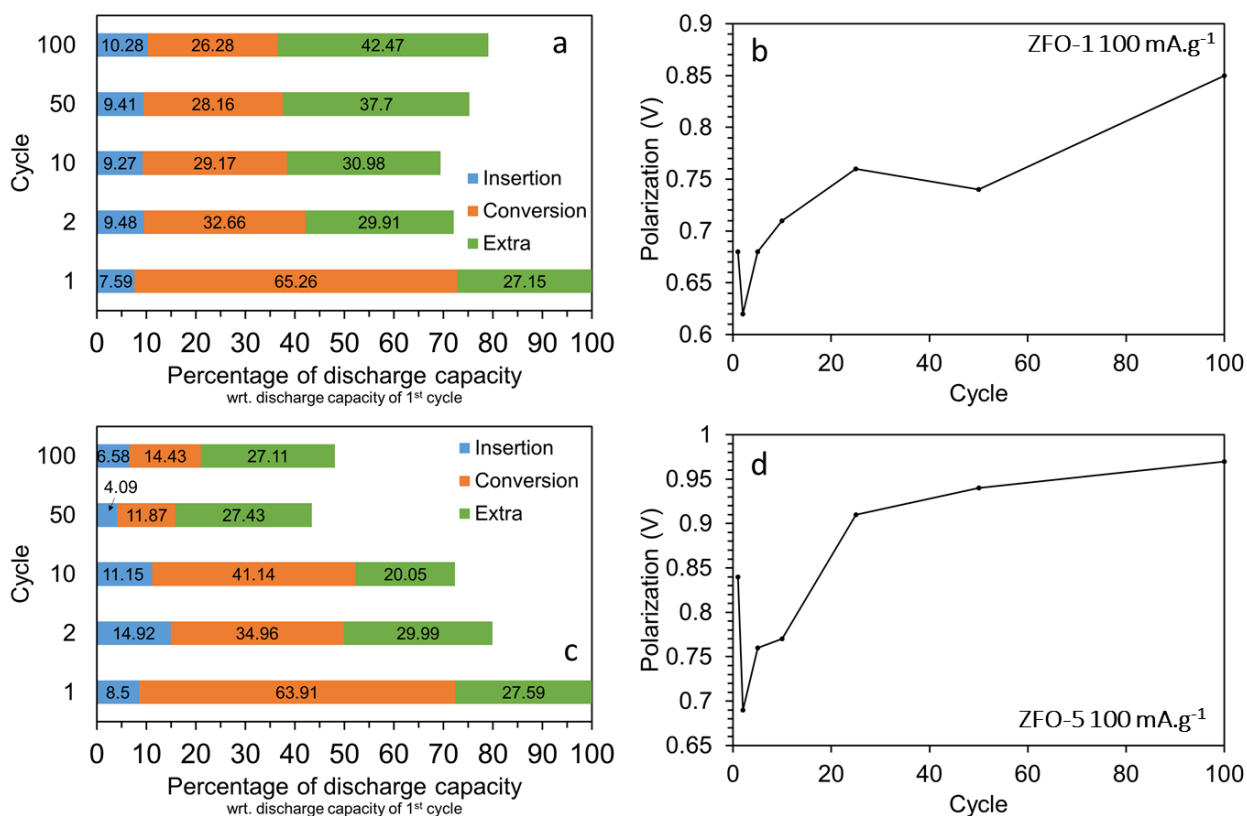 a
100
10.28 26.28 42.47
50
9.41 28.16 37.7
10
9.27 29.17 30.98
2
9.48 32.66 29.91
1
7.59 65.26 27.15
Cycle
Insertion
Conversion
Extra
0 10 20 30 40 50 60 70 80 90 100
Percentage of discharge capacity
wrt. discharge capacity of 1st cycle
b
ZFO-1 100 mA.g-1
Polarization (V)
0.9
0.85
0.8
0.75
0.7
0.65
0.6
0 20 40 60 80 100
Cycle
c
100
6.58 14.43 27.11
50
4.09
11.87 27.43
10
11.15 41.14 20.05
2
14.92 34.96 29.99
1
8.5 63.91 27.59
Cycle
Insertion
Conversion
Extra
0 10 20 30 40 50 60 70 80 90 100
Percentage of discharge capacity
wrt. discharge capacity of 1st cycle
d
Polarization (V)
1
0.95
0.9
0.85
0.8
0.75
0.7
0.65
ZFO-5 100 mA.g-1
0 20 40 60 80 100
Cycle